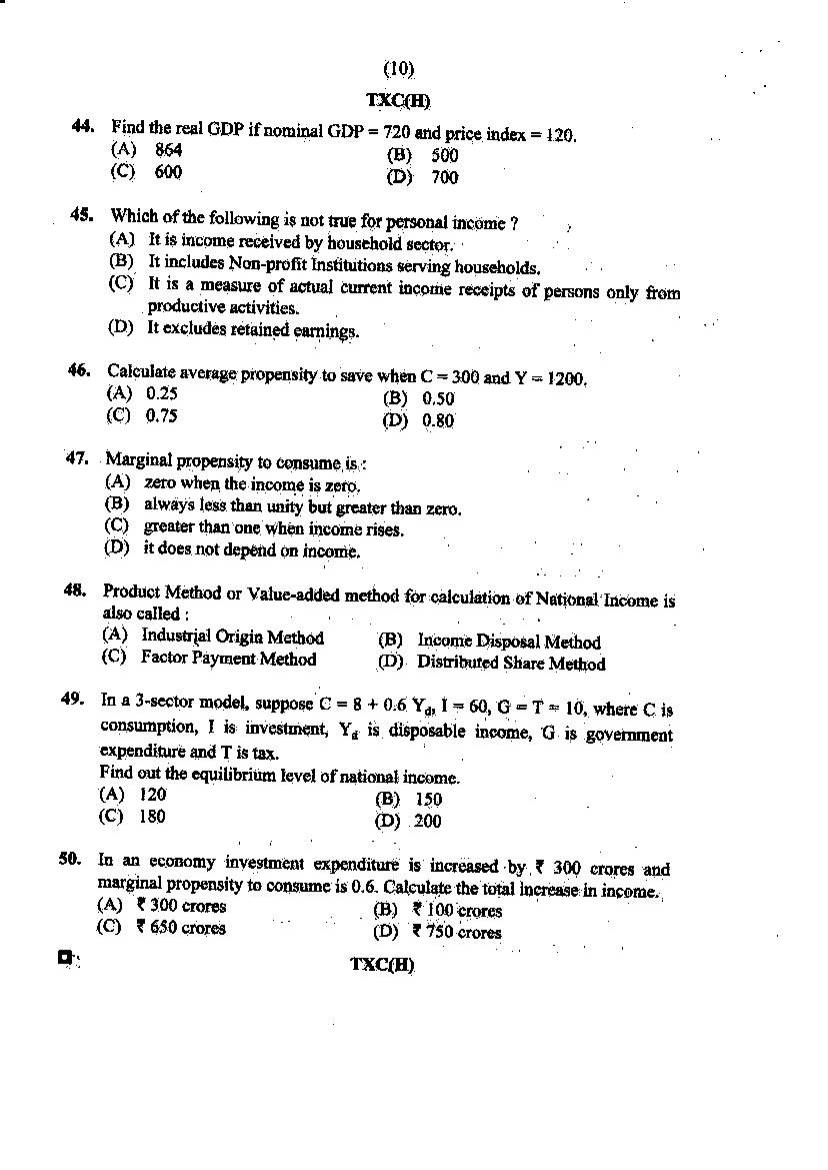 (10)
TXC(H)
44. Find the real GDP if nominal GDP = 720 and price index = 120.
(A) 864 (B) 500
(C) 600 (D) 700
45. Which of the following is not true for personal income ?
(A) It is income received by household sector.
(B) It includes Non-profit Institutions serving households.
(C) It is a measure of actual current income receipts of persons only from
productive activities.
(D) It excludes retained earnings.
46. Calculate average propensity to save when C = 300 and Y = 1200.
(A) 0.25 (B) 0.50
(C) 0.75 (D) 0.80
47. Marginal propensity to consume is :
(A) zero when the income is zero.
(B) always less than unity but greater than zero.
(C) greater than one when income rises.
(D) it does not depend on income.
48. Product Method or Value-added method for calculation of National Income is
also called :
(A) Industrial Origin Method (B) Income Disposal Method
(C) Factor Payment Method (D) Distributed Share Method
49. In a 3-sector model, suppose C = 8 + 0.6 Yd, I = 60, G = T = 10, where C is
consumption, I is investment, Yd is disposable income, G is government
expenditure and T is tax.
Find out the equilibrium level of national income.
(A) 120 (B) 150
(C) 180 (D) 200
50. In an economy investment expenditure is increased by ₹ 300 crores and
marginal propensity to consume is 0.6. Calculate the total increase in income.
(A) ₹ 300 crores (B) ₹ 100 crores
(C) ₹ 650 crores (D) ₹ 750 crores
TXC(H)